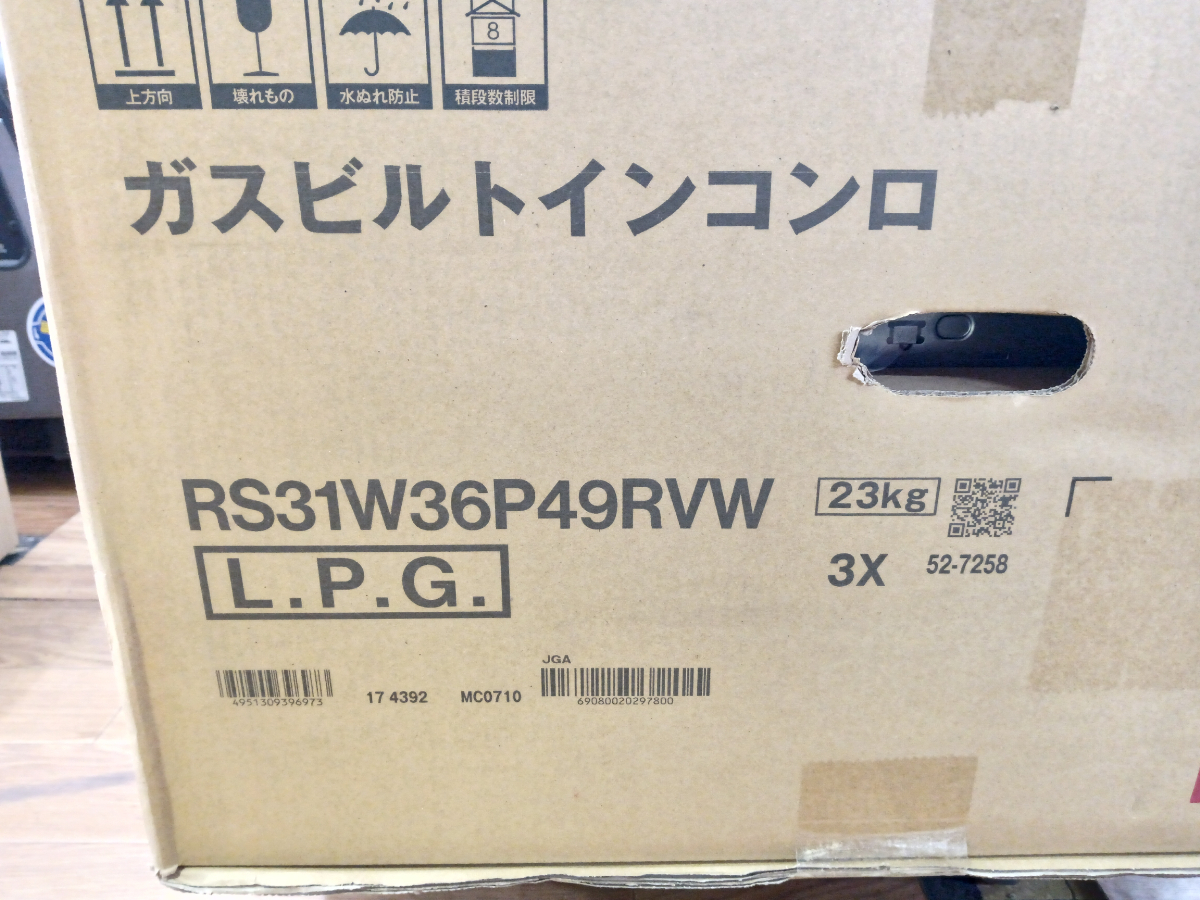 8
上方向 壊れもの 水ぬれ防止 積段数制限
ガスビルトインコンロ
RS31W36P49RVW 23kg
L.P.G. 3X 52-7258
JGA
4951309396973 17 4392 MC0710 69080020297800